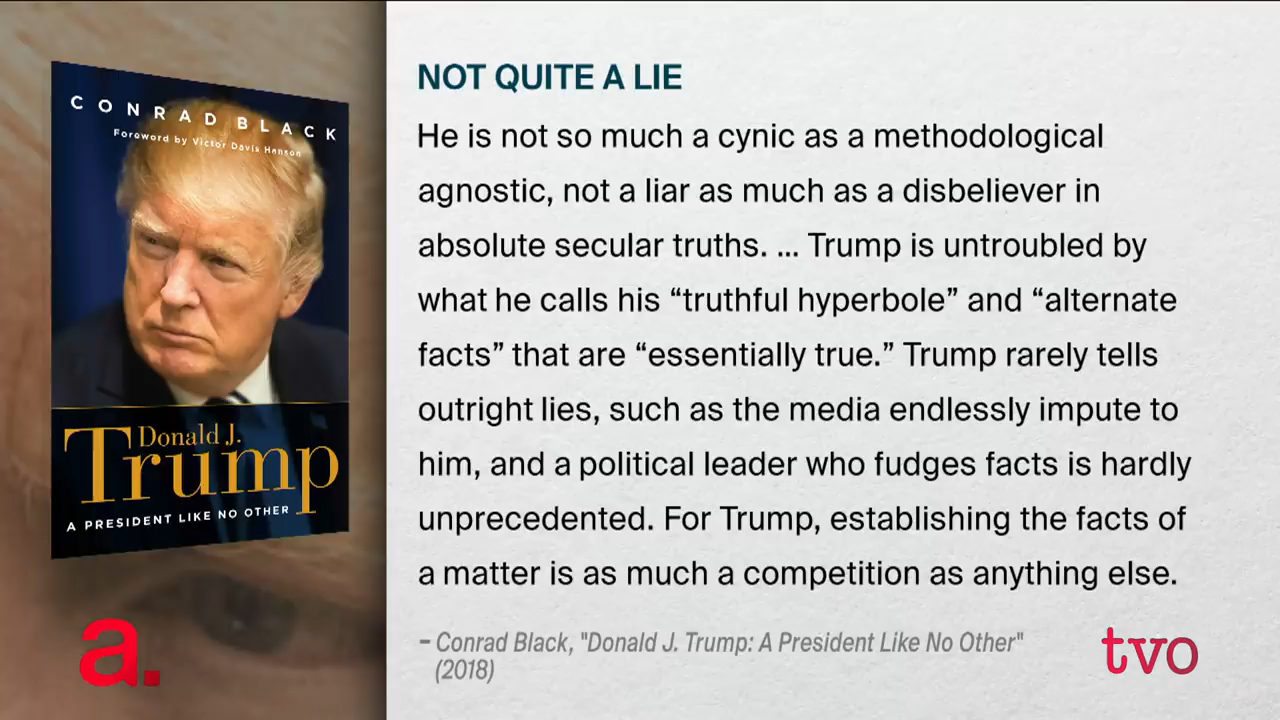 CONRAD BLACK
Foreword by Victor Davis Hanson
Donald J.
Trump
A PRESIDENT LIKE NO OTHER
a.
NOT QUITE A LIE
He is not so much a cynic as a methodological
agnostic, not a liar as much as a disbeliever in
absolute secular truths. ... Trump is untroubled by
what he calls his “truthful hyperbole” and “alternate
facts” that are “essentially true.” Trump rarely tells
outright lies, such as the media endlessly impute to
him, and a political leader who fudges facts is hardly
unprecedented. For Trump, establishing the facts of
a matter is as much a competition as anything else.
– Conrad Black, "Donald J. Trump: A President Like No Other"
(2018)
tvo